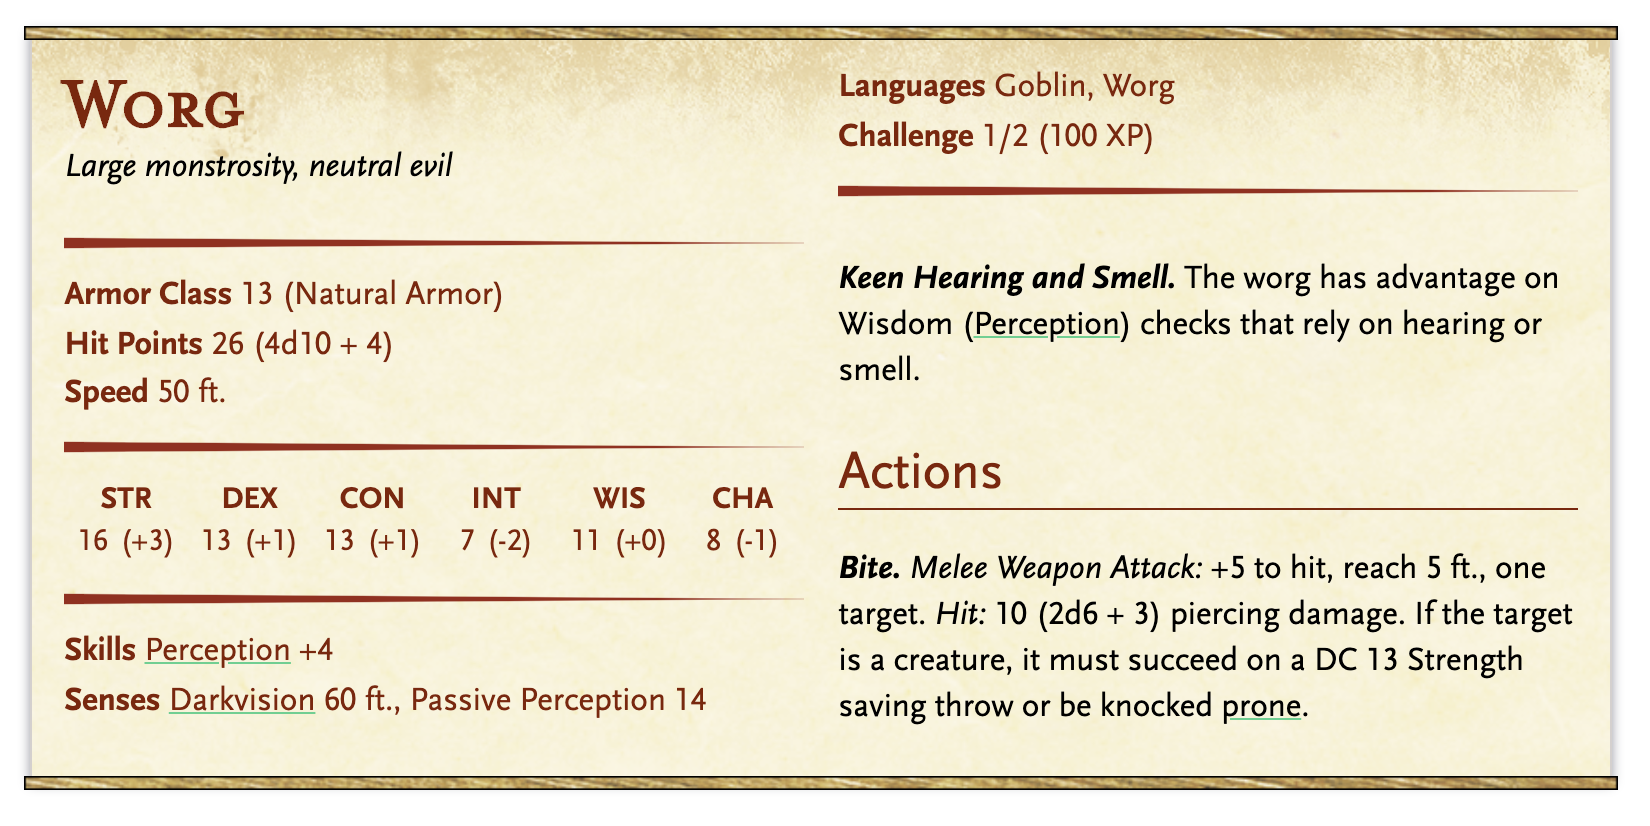 Worg
Large monstrosity, neutral evil
Armor Class 13 (Natural Armor)
Hit Points 26 (4d10 + 4)
Speed 50 ft.
STR DEX CON INT WIS CHA
16 (+3) 13 (+1) 13 (+1) 7 (-2) 11 (+0) 8 (-1)
Skills Perception +4
Senses Darkvision 60 ft., Passive Perception 14
Languages Goblin, Worg
Challenge 1/2 (100 XP)
Keen Hearing and Smell. The worg has advantage on
Wisdom (Perception) checks that rely on hearing or
smell.
Actions
Bite. Melee Weapon Attack: +5 to hit, reach 5 ft., one
target. Hit: 10 (2d6 + 3) piercing damage. If the target
is a creature, it must succeed on a DC 13 Strength
saving throw or be knocked prone.